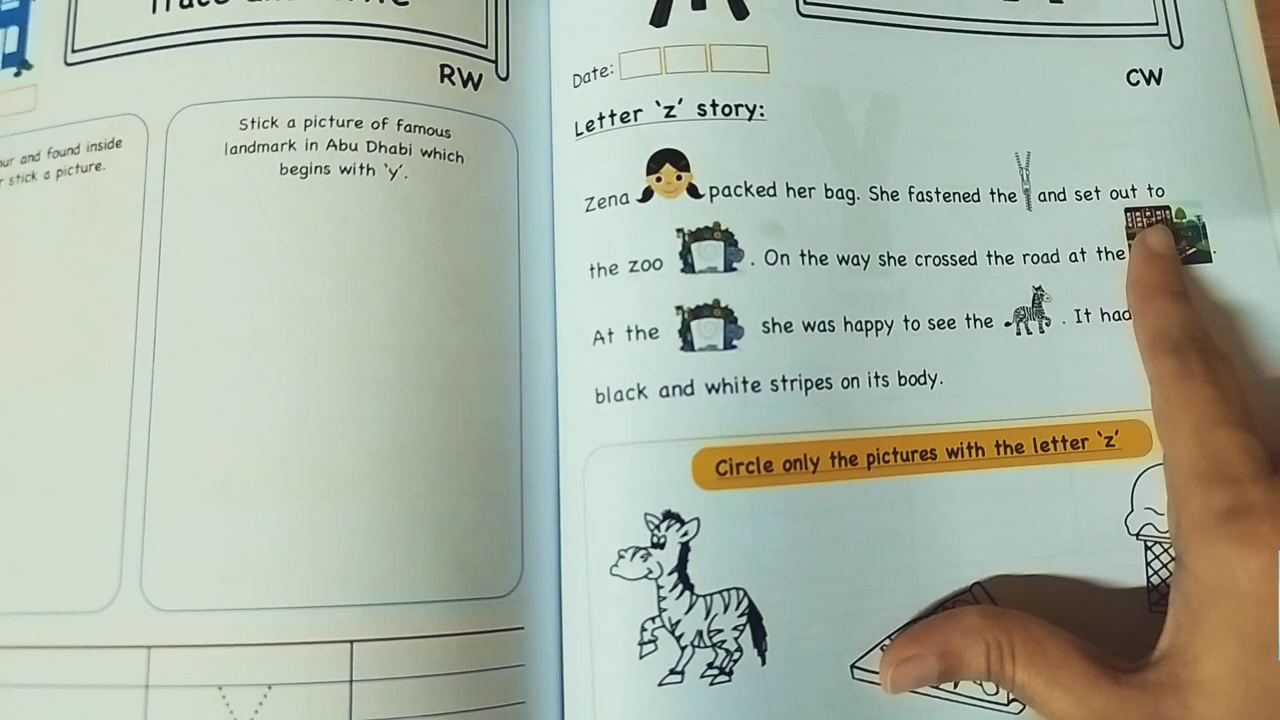 RW
our and found inside
stick a picture.
Stick a picture of famous
landmark in Abu Dhabi which
begins with 'y'.
CW
Date:
Letter 'z' story:
Zena packed her bag. She fastened the and set out to
the zoo . On the way she crossed the road at the .
At the she was happy to see the . It had
black and white stripes on its body.
Circle only the pictures with the letter 'z'